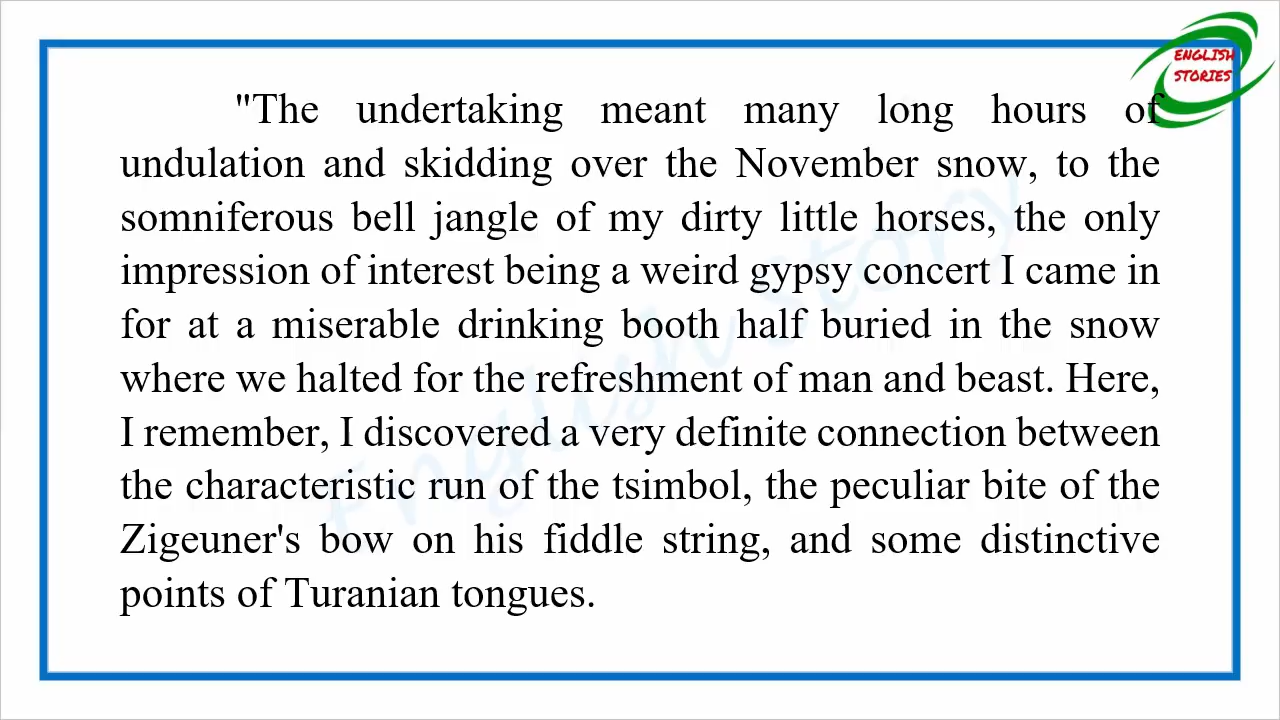 ENGLISH
STORIES
"The undertaking meant many long hours of
undulation and skidding over the November snow, to the
somniferous bell jangle of my dirty little horses, the only
impression of interest being a weird gypsy concert I came in
for at a miserable drinking booth half buried in the snow
where we halted for the refreshment of man and beast. Here,
I remember, I discovered a very definite connection between
the characteristic run of the tsimbol, the peculiar bite of the
Zigeuner's bow on his fiddle string, and some distinctive
points of Turanian tongues.
English Story